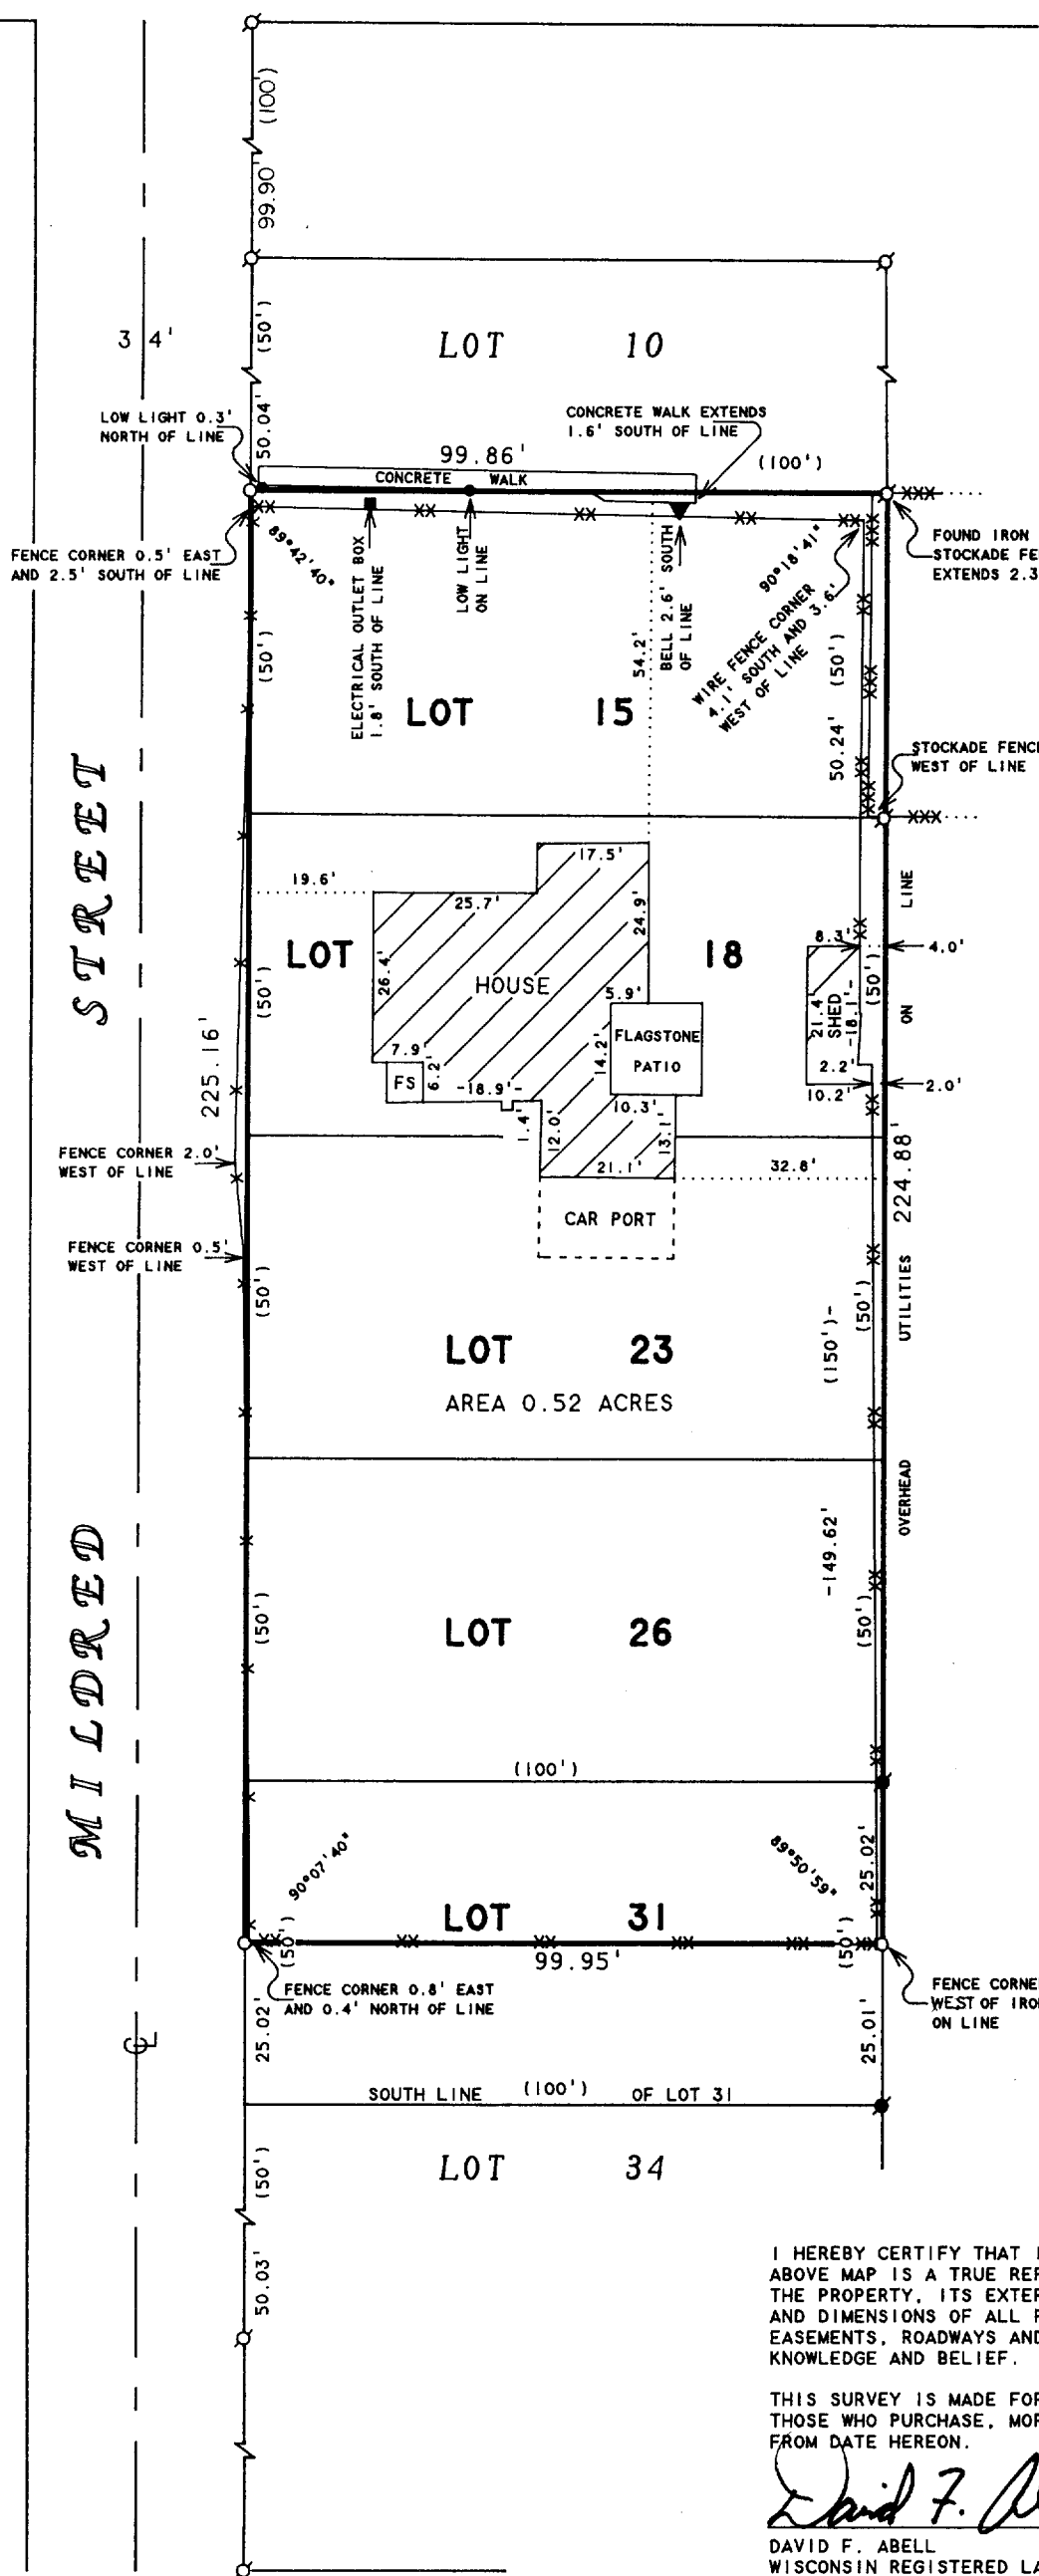 (100')
99.90'
34'
(50')
LOT 10
LOW LIGHT 0.3'
NORTH OF LINE
50.04'
CONCRETE WALK EXTENDS
1.6' SOUTH OF LINE
99.86'
(100')
CONCRETE WALK
FENCE CORNER 0.5' EAST
AND 2.5' SOUTH OF LINE
89°42'40"
ELECTRICAL OUTLET BOX
1.8' SOUTH OF LINE
LOW LIGHT
ON LINE
BELL 2.6' SOUTH
OF LINE
90°18'41"
WIRE FENCE CORNER
4.1' SOUTH AND 3.6'
WEST OF LINE
FOUND IRON
STOCKADE FE
EXTENDS 2.3
(50')
54.2'
(50')
50.24'
LOT 15
STOCKADE FENCE
WEST OF LINE
MILDRED STREET
17.5'
19.6'
25.7'
24.9'
LOT 18
26.4'
HOUSE
5.9'
FLAGSTONE
PATIO
14.2'
8.3'
4.0'
(50')
(50')
21.4
SHED
-18.1'-
2.2'
10.2'
2.0'
7.9'
6.2'
FS
-18.9'-
1.4'
12.0'
10.3'
13.1'
21.1'
32.8'
CAR PORT
225.16'
224.88'
OVERHEAD UTILITIES ON LINE
FENCE CORNER 2.0'
WEST OF LINE
FENCE CORNER 0.5'
WEST OF LINE
(50')
(50')
(150')-
LOT 23
AREA 0.52 ACRES
-149.62'
(50')
(50')
LOT 26
(100')
90°07'40"
89°50'59"
25.02'
LOT 31
(50')
(50')
99.95'
FENCE CORNER 0.8' EAST
AND 0.4' NORTH OF LINE
FENCE CORNE
WEST OF IRO
ON LINE
25.02'
25.01'
CL
SOUTH LINE (100') OF LOT 31
(50')
LOT 34
50.03'
I HEREBY CERTIFY THAT I
ABOVE MAP IS A TRUE REP
THE PROPERTY, ITS EXTER
AND DIMENSIONS OF ALL
EASEMENTS, ROADWAYS AND
KNOWLEDGE AND BELIEF.
THIS SURVEY IS MADE FOR
THOSE WHO PURCHASE, MOR
FROM DATE HEREON.
David F.
DAVID F. ABELL
WISCONSIN REGISTERED LA